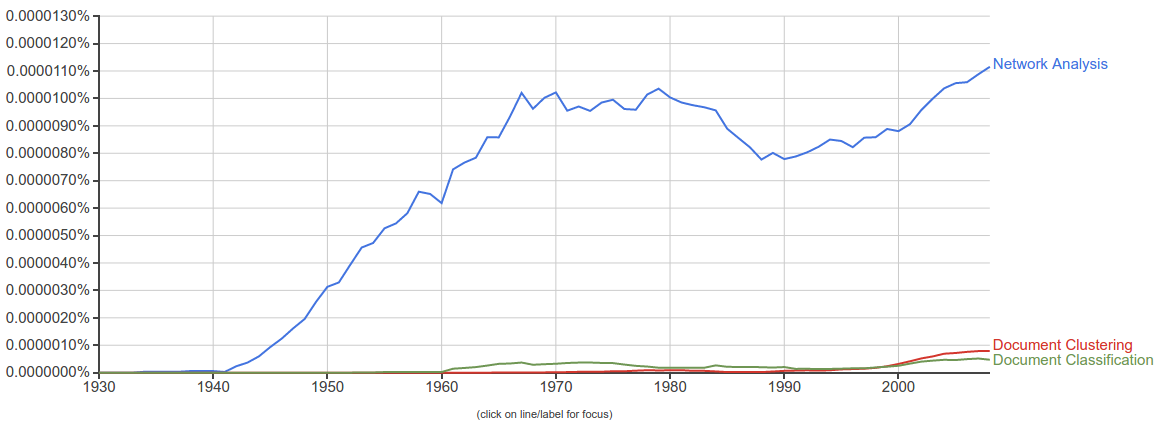 0.0000130%
0.0000120%
0.0000110%
0.0000100%
0.0000090%
0.0000080%
0.0000070%
0.0000060%
0.0000050%
0.0000040%
0.0000030%
0.0000020%
0.0000010%
0.0000000%
Network Analysis
Document Clustering
Document Classification
1930 1940 1950 1960 1970 1980 1990 2000
(click on line/label for focus)